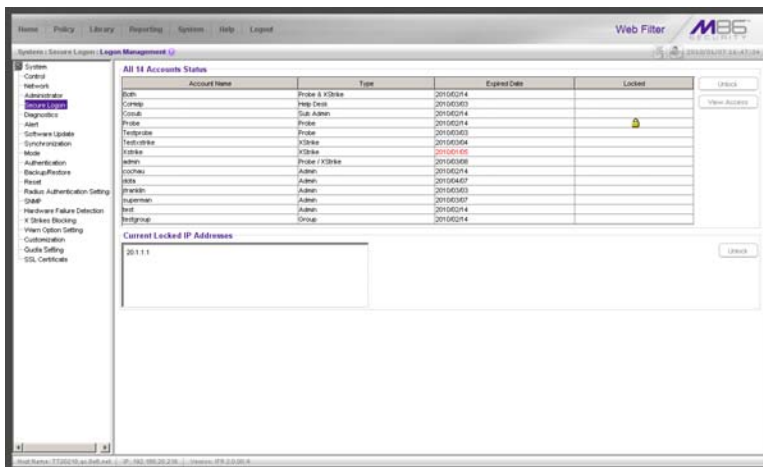 Home Policy Library Reporting System Help Logout Web Filter M86 SECURITY
System : Secure Logon : Logon Management
System
Control
Network
Administrator
Secure Logon
Diagnostics
Alert
Software Update
Synchronization
Mode
Authentication
Backup/Restore
Reset
Radius Authentication Setting
SNMP
Hardware Failure Detection
X Strikes Blocking
Warn Option Setting
Customization
Quota Setting
SSL Certificate
All 14 Accounts Status
Account Name Type Expired Date Locked
Both Probe & XStrike 2010/02/14
Help Desk 2010/03/03
Sub Admin 2010/02/14
Probe Probe 2010/02/14
Testprobe Probe 2010/03/03
Testxstrike XStrike 2010/03/04
Xstrike XStrike 2010/01/05
admin Probe / XStrike 2010/03/08
cochau Admin 2010/02/14
Admin 2010/04/07
jfranklin Admin 2010/03/03
superman Admin 2010/03/07
test Admin 2010/02/14
testgroup Group 2010/02/14
Unlock
View Access
Current Locked IP Addresses
20.1.1.1
Unlock